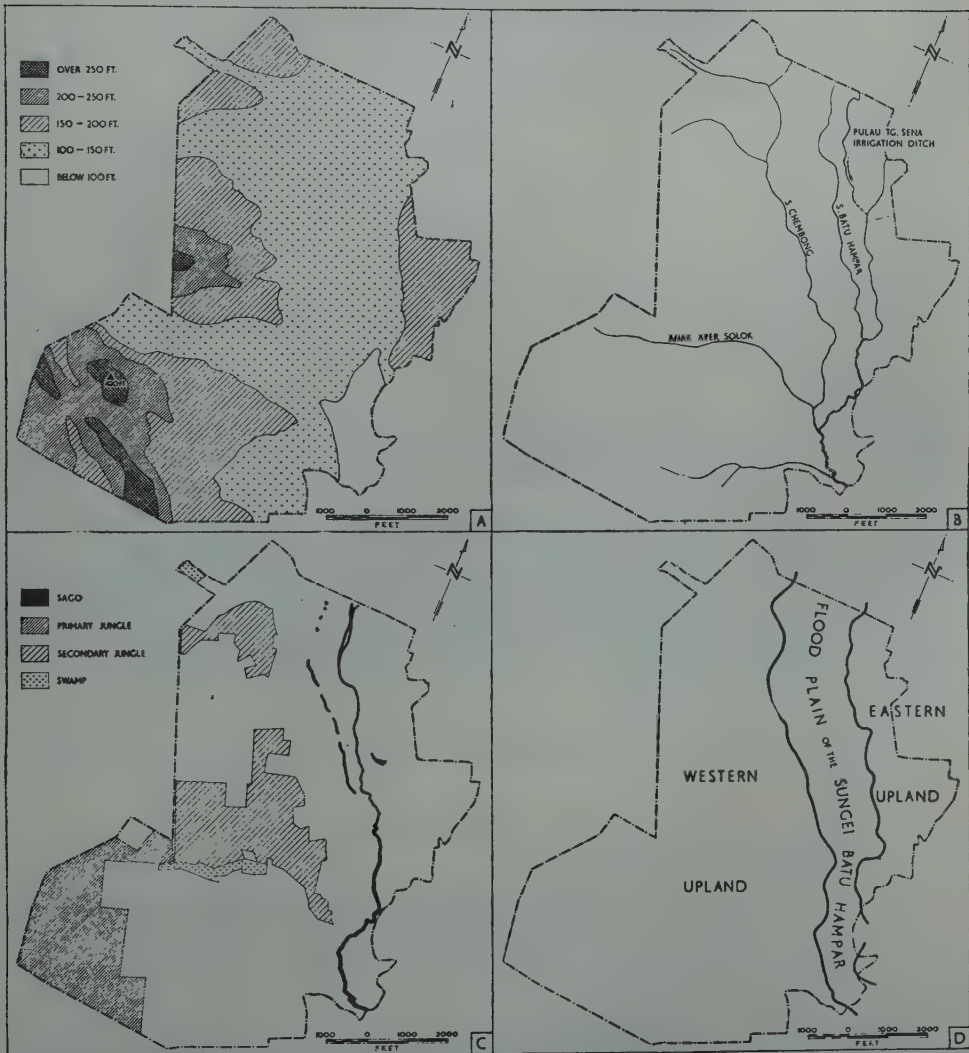 N
OVER 250 FT.
200 – 250 FT.
150 – 200 FT.
100 – 150 FT.
BELOW 100 FT.
1000 0 1000 2000
FEET
A
N
PULAU TG. SENA
IRRIGATION DITCH
S. CHEMBONG
S. BATU HAMPAR
SOLOK
1000 0 1000 2000
FEET
B
N
SAGO
PRIMARY JUNGLE
SECONDARY JUNGLE
SWAMP
1000 0 1000 2000
FEET
C
N
FLOOD PLAIN OF THE SUNGEI BATU HAMPAR
EASTERN
UPLAND
WESTERN
UPLAND
1000 0 1000 2000
FEET
D